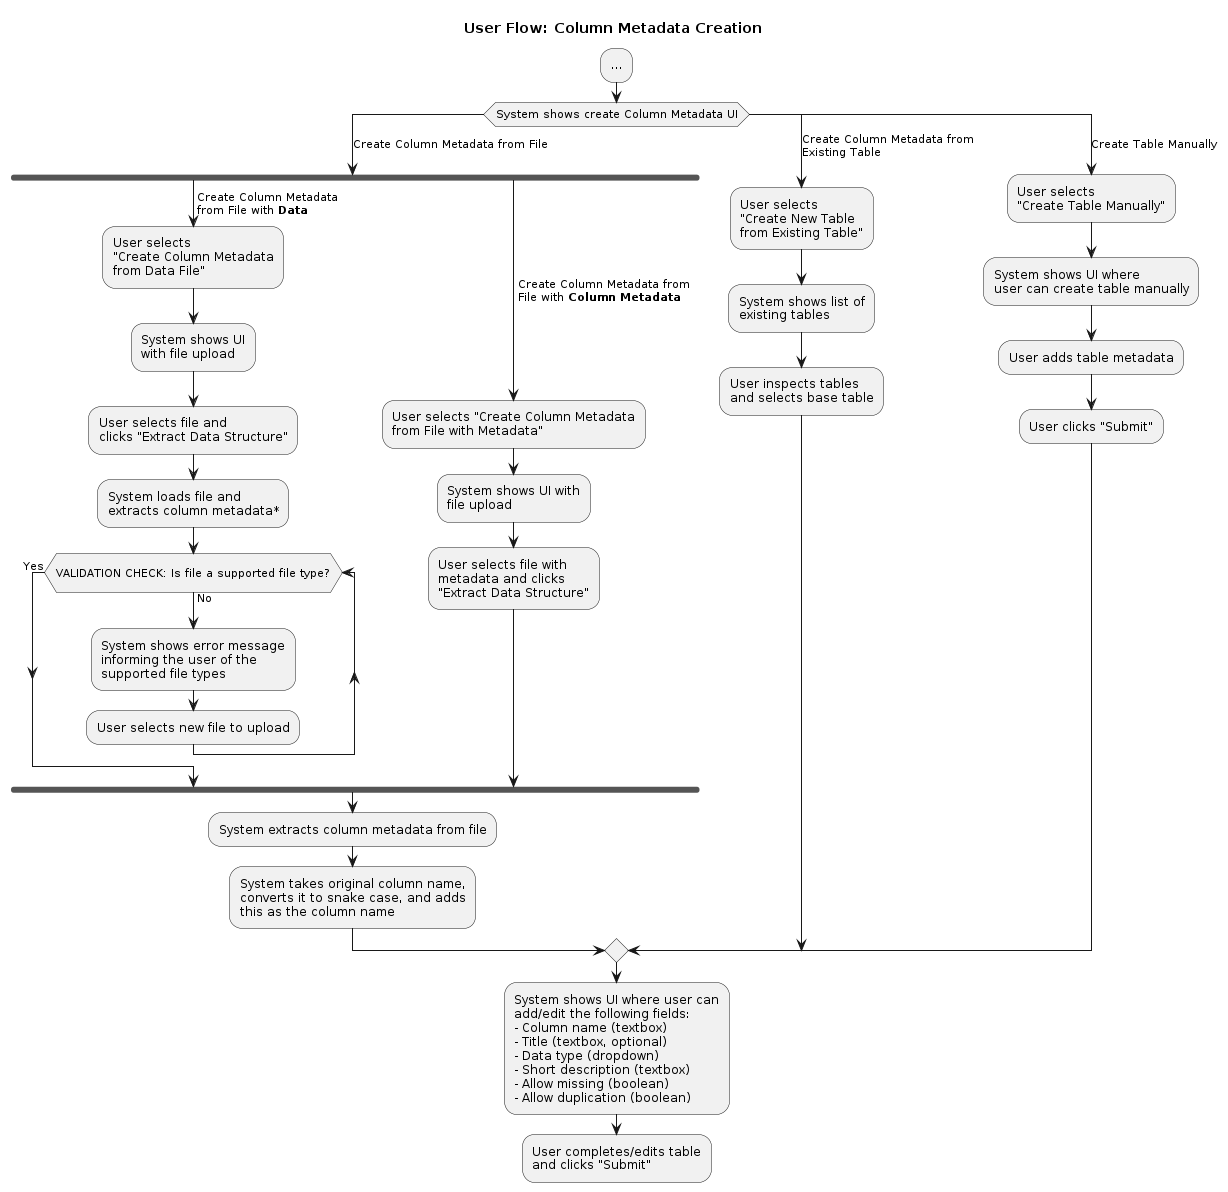 User Flow: Column Metadata Creation
...
System shows create Column Metadata UI
Create Column Metadata from File
Create Column Metadata
from File with Data
User selects
"Create Column Metadata
from Data File"
System shows UI
with file upload
User selects file and
clicks "Extract Data Structure"
System loads file and
extracts column metadata*
VALIDATION CHECK: Is file a supported file type?
Yes
No
System shows error message
informing the user of the
supported file types
User selects new file to upload
Create Column Metadata from
File with Column Metadata
User selects "Create Column Metadata
from File with Metadata"
System shows UI with
file upload
User selects file with
metadata and clicks
"Extract Data Structure"
System extracts column metadata from file
System takes original column name,
converts it to snake case, and adds
this as the column name
Create Column Metadata from
Existing Table
User selects
"Create New Table
from Existing Table"
System shows list of
existing tables
User inspects tables
and selects base table
Create Table Manually
User selects
"Create Table Manually"
System shows UI where
user can create table manually
User adds table metadata
User clicks "Submit"
System shows UI where user can
add/edit the following fields:
- Column name (textbox)
- Title (textbox, optional)
- Data type (dropdown)
- Short description (textbox)
- Allow missing (boolean)
- Allow duplication (boolean)
User completes/edits table
and clicks "Submit"